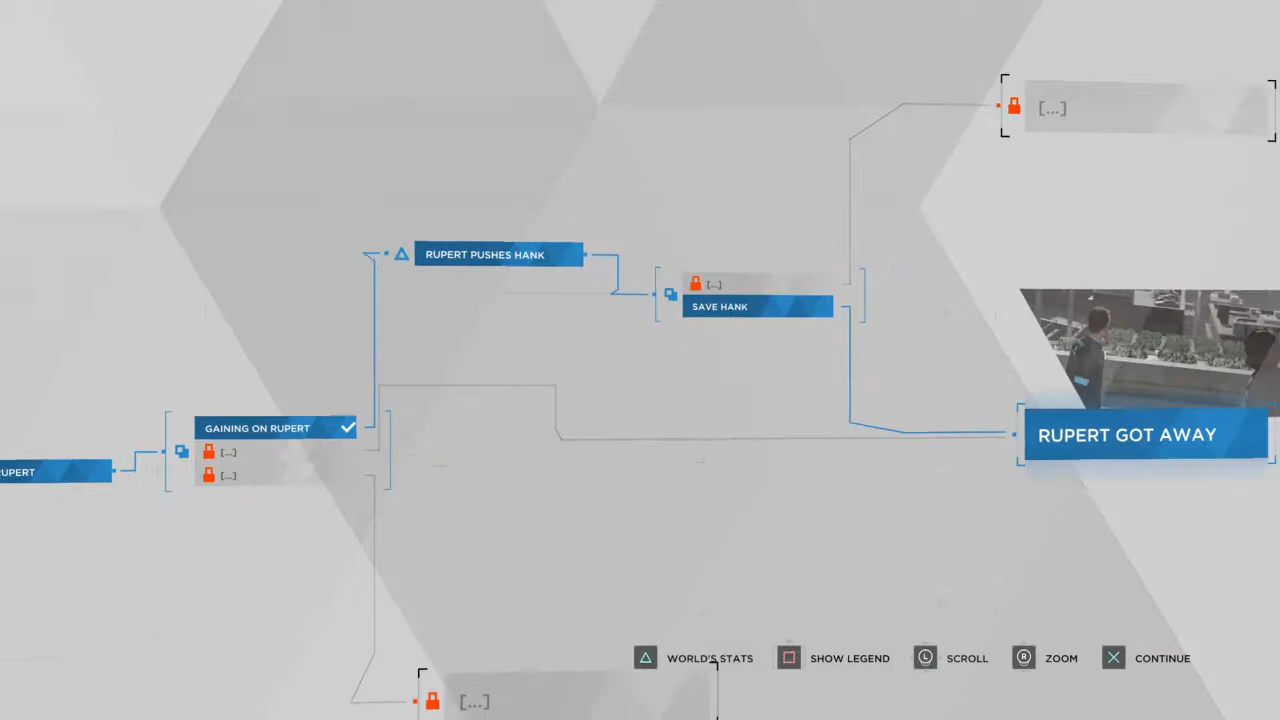 [...]
RUPERT PUSHES HANK
[...]
SAVE HANK
GAINING ON RUPERT
[...]
[...]
RUPERT GOT AWAY
UPERT
WORLD'S STATS
SHOW LEGEND
L
SCROLL
R
ZOOM
CONTINUE
[...]